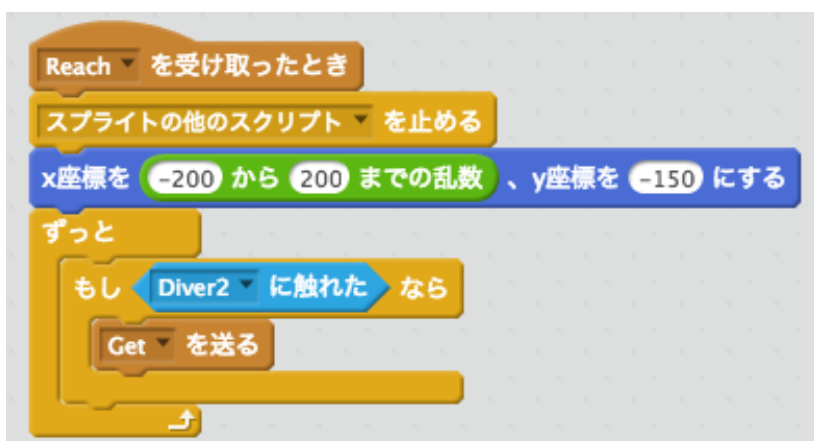 Reach を受け取ったとき
スプライトの他のスクリプト を止める
x座標を -200 から 200 までの乱数 、y座標を -150 にする
ずっと
もし Diver2 に触れた なら
Get を送る